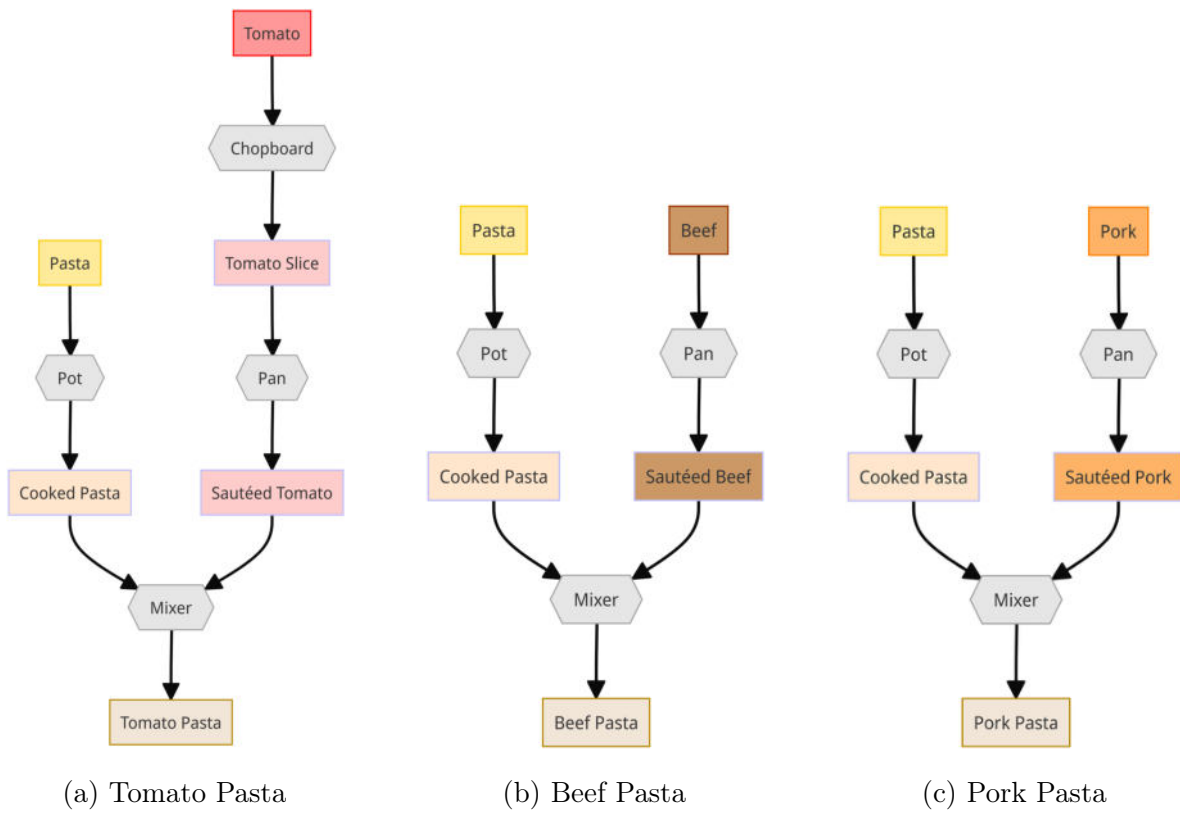 Tomato
Chopboard
Pasta
Tomato Slice
Pot
Pan
Cooked Pasta
Sautéed Tomato
Mixer
Tomato Pasta
(a) Tomato Pasta
Pasta
Beef
Pot
Pan
Cooked Pasta
Sautéed Beef
Mixer
Beef Pasta
(b) Beef Pasta
Pasta
Pork
Pot
Pan
Cooked Pasta
Sautéed Pork
Mixer
Pork Pasta
(c) Pork Pasta